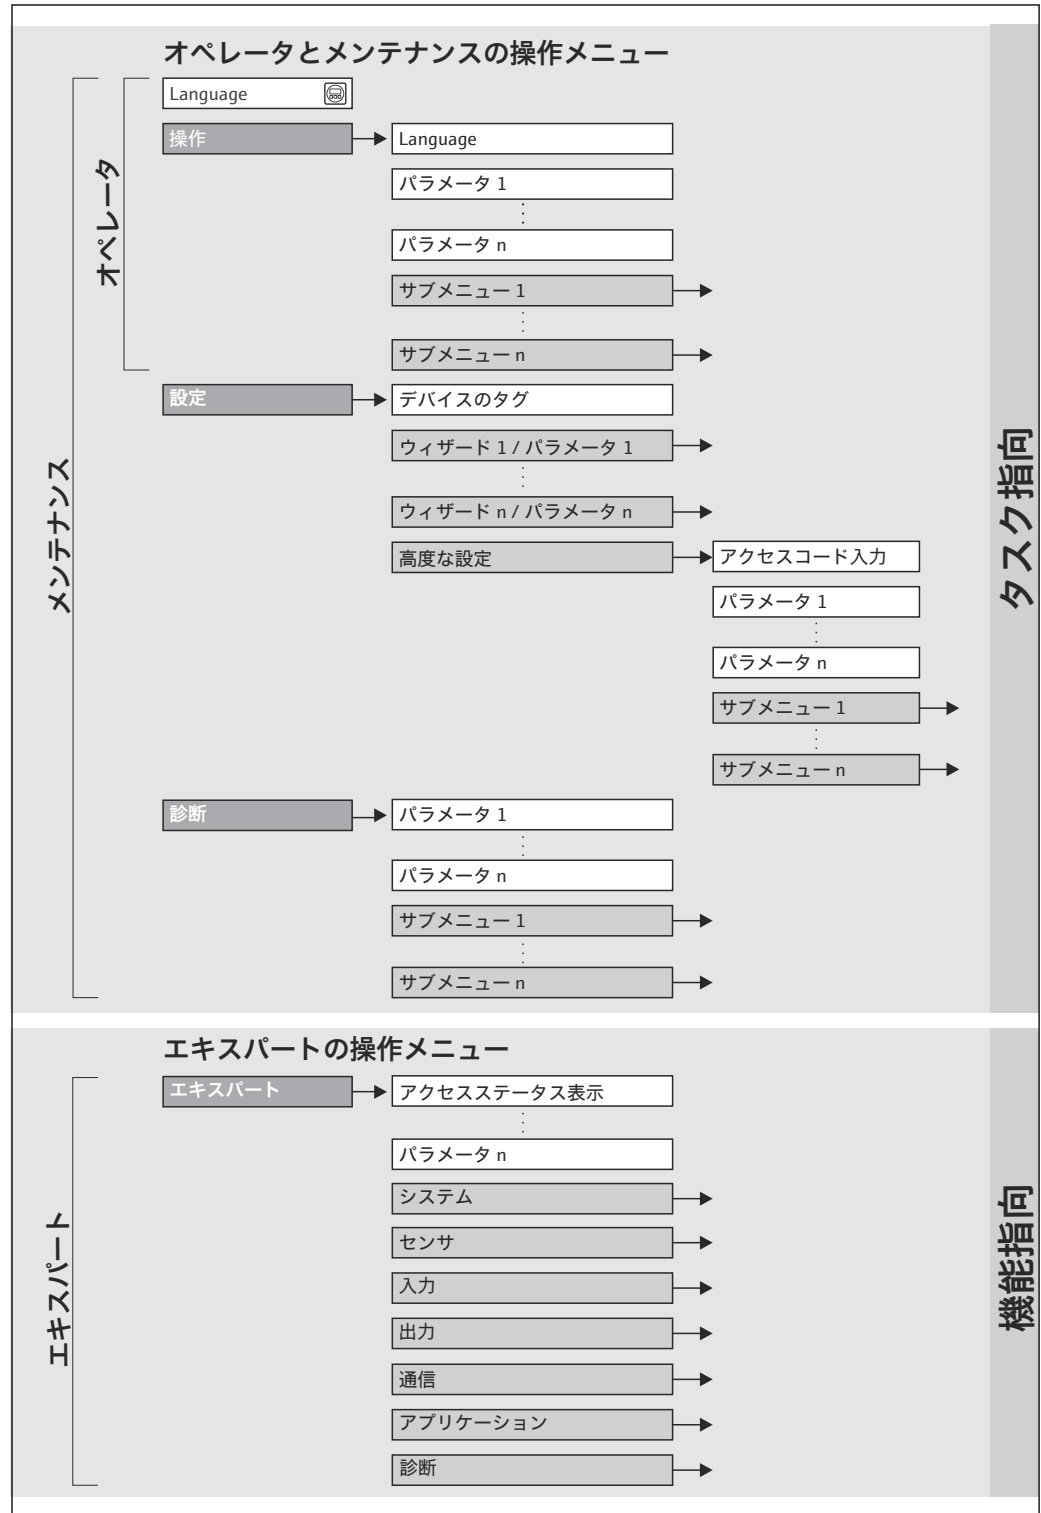 オペレータとメンテナンスの操作メニュー
Language
操作
Language
パラメータ 1
パラメータ n
サブメニュー 1
サブメニュー n
オペレータ
設定
デバイスのタグ
ウィザード 1 / パラメータ 1
ウィザード n / パラメータ n
高度な設定
アクセスコード入力
パラメータ 1
パラメータ n
サブメニュー 1
サブメニュー n
メンテナンス
タスク指向
診断
パラメータ 1
パラメータ n
サブメニュー 1
サブメニュー n
エキスパートの操作メニュー
エキスパート
アクセスステータス表示
パラメータ n
システム
センサ
入力
出力
通信
アプリケーション
診断
エキスパート
機能指向